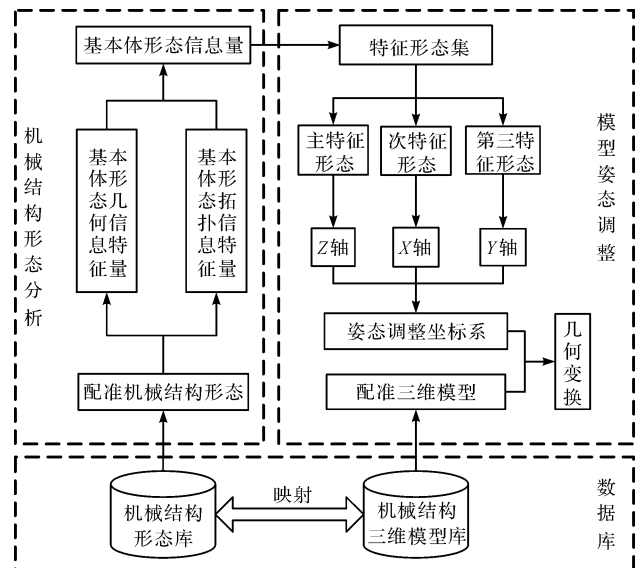 机械结构形态分析
基本体形态信息量
基体态何息
本形几信特
征量
基体态扑息
本形拓信特
征量
配准机械结构形态
特征形态集
主特征
形态
次特征
形态
第三特
征形态
Z轴
X轴
Y轴
姿态调整坐标系
配准三维模型
几何变换
模型姿态调整
机械结构
形态库
映射
机械结构
三维模型库
数据库